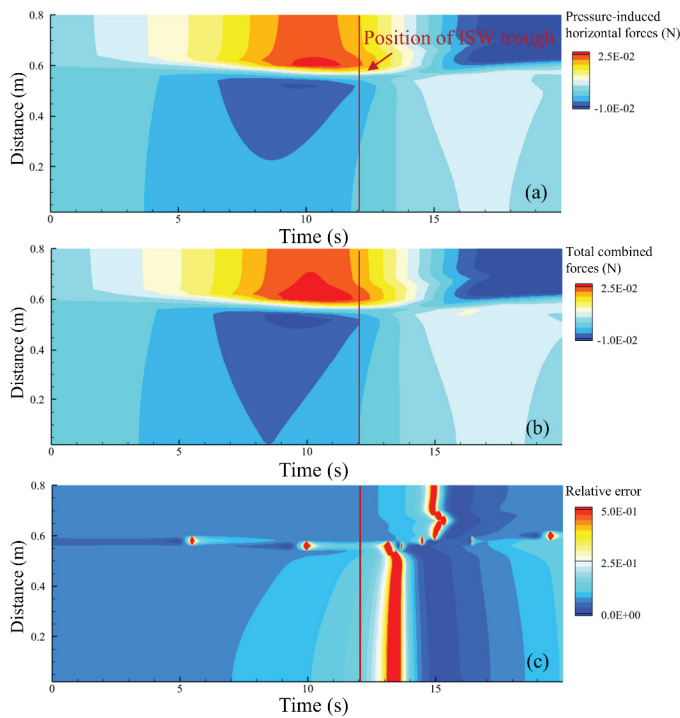 (a)
Pressure-induced
horizontal forces (N)
2.5E-02
-1.0E-02
Position of ISW trough
Distance (m)
0.8
0.6
0.4
0.2
0
5
10
15
Time (s)
(a)
Total combined
forces (N)
2.5E-02
-1.0E-02
Distance (m)
0.8
0.6
0.4
0.2
0
5
10
15
Time (s)
(b)
Relative error
5.0E-01
2.5E-01
0.0E+00
Distance (m)
0.8
0.6
0.4
0.2
0
5
10
15
Time (s)
(c)